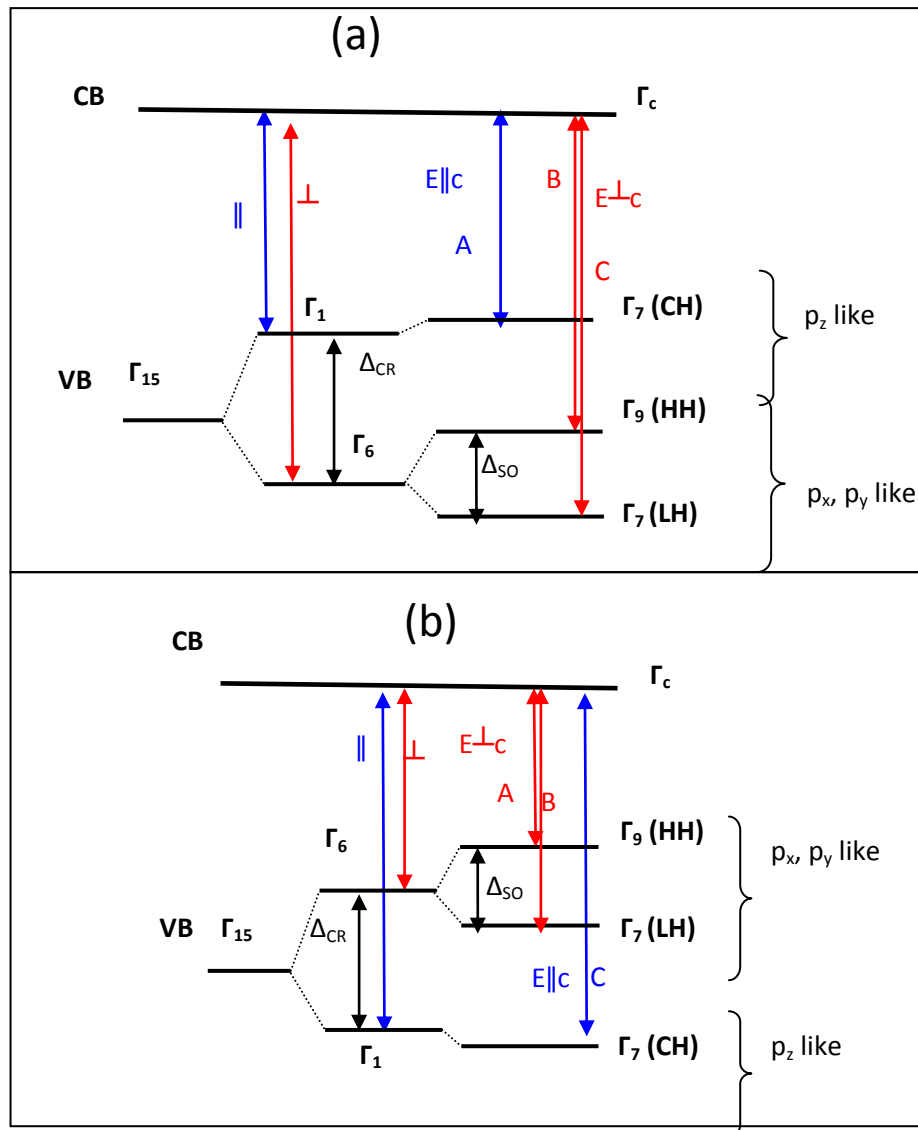 (a)
CB Γc
E∥c B
∥ ⊥ E⊥c
A C
Γ1 Γ7 (CH) pz like
ΔCR
VB Γ15
Γ9 (HH)
Γ6 ΔSO
Γ7 (LH) px, py like
(b)
CB Γc
∥ ⊥ E⊥c
A B
Γ6 Γ9 (HH) px, py like
ΔSO
VB Γ15 ΔCR Γ7 (LH)
E∥c C
Γ1 Γ7 (CH) pz like